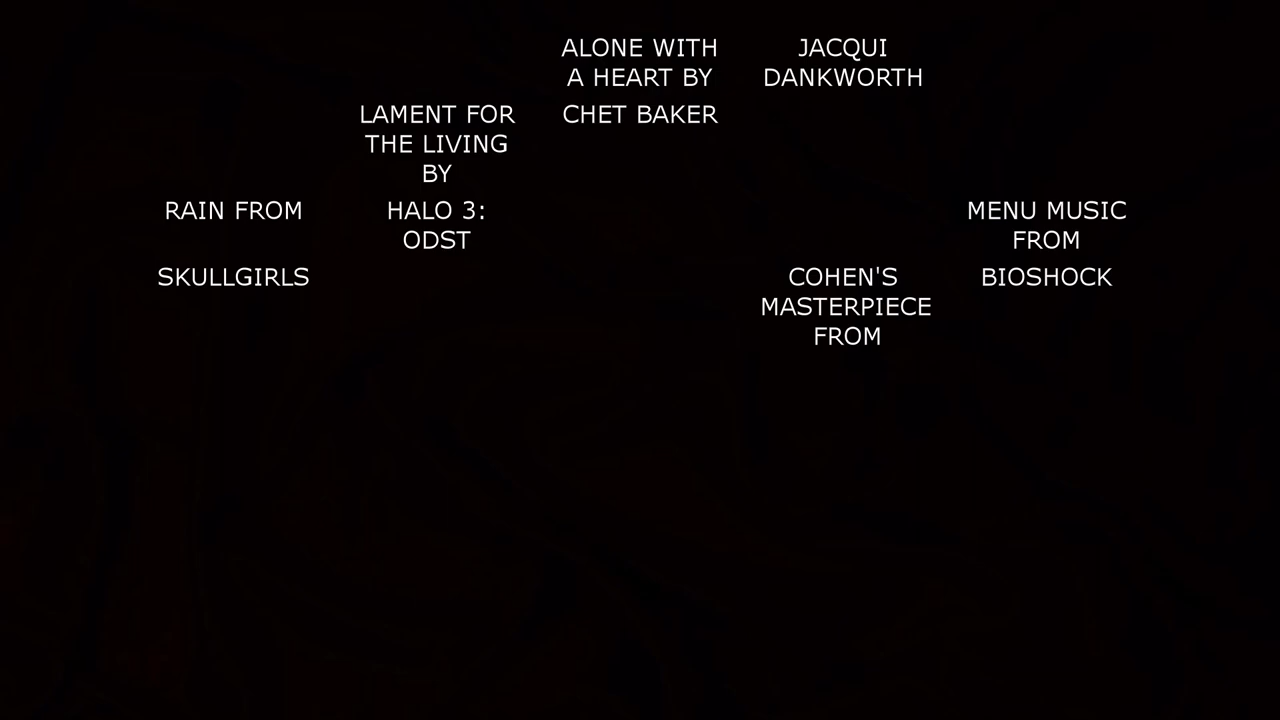 ALONE WITH
A HEART BY
JACQUI
DANKWORTH
LAMENT FOR
THE LIVING
BY
CHET BAKER
RAIN FROM
HALO 3:
ODST
MENU MUSIC
FROM
SKULLGIRLS
COHEN'S
MASTERPIECE
FROM
BIOSHOCK